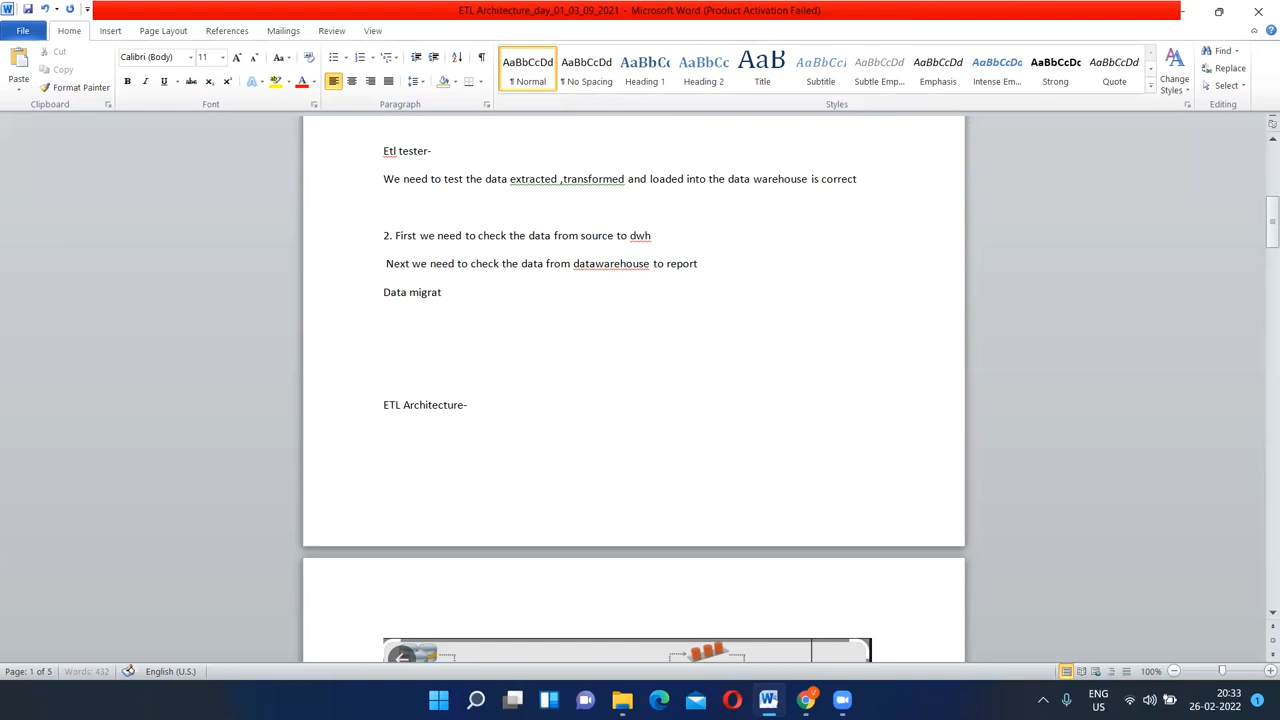 ETL Architecture_day_01_03_09_2021 - Microsoft Word (Product Activation Failed)
File Home Insert Page Layout References Mailings Review View
Paste
Cut
Copy
Format Painter
Clipboard
Calibri (Body) 11
Font
Paragraph
AaBbCcDd AaBbCcDd AaBbC AaBbCc AaB AaBbCc AaBbCcDd AaBbCcDd AaBbCcDd AaBbCcDc AaBbCcDd
¶ Normal ¶ No Spacing Heading 1 Heading 2 Title Subtitle Subtle Emp... Emphasis Intense Em... Strong Quote
Styles
Change
Styles
Find
Replace
Select
Editing
Etl tester-
We need to test the data extracted ,transformed and loaded into the data warehouse is correct
2. First we need to check the data from source to dwh
Next we need to check the data from datawarehouse to report
Data migrat
ETL Architecture-
Page: 1 of 5 Words: 432 English (U.S.) 100%
ENG
US
20:33
26-02-2022